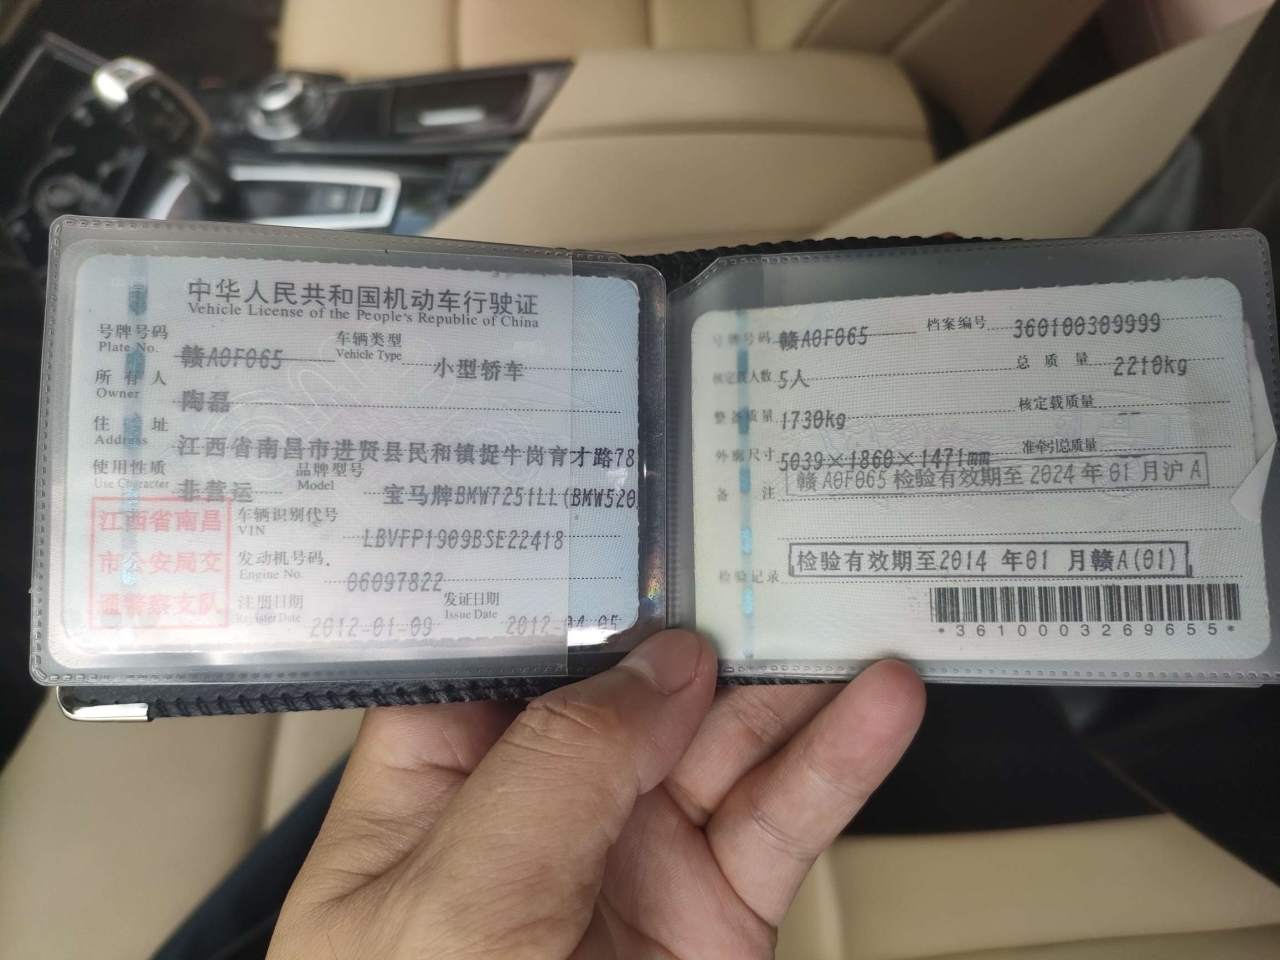 中华人民共和国机动车行驶证
Vehicle License of the People's Republic of China
号牌号码 赣A0F065 车辆类型 小型轿车
Plate No. Vehicle Type
所有人 陶磊
Owner
住址 江西省南昌市进贤县民和镇捉牛岗育才路78
Address
使用性质 非营运 品牌型号 宝马牌BMW7251LL(BMW520
Use Character Model
江西省南昌
市公安局交
通警察支队
车辆识别代号 LBVFP1909BSE22418
VIN
发动机号码 06097822
Engine No.
注册日期 2012-01-09 发证日期 2012-04-05
Register Date Issue Date
号牌号码 赣A0F065 档案编号 360100309999
核定载人数 5人 总质量 2210kg
整备质量 1730kg 核定载质量 --
外廓尺寸 5039×1860×1471mm 准牵引总质量
备注 赣A0F065 检验有效期至2024年01月沪A
检验记录 检验有效期至2014年01月赣A(01)
*3610003269655*